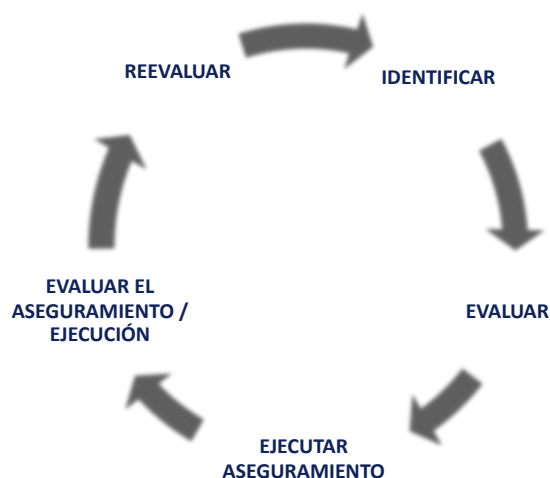 REEVALUAR
IDENTIFICAR
EVALUAR EL
ASEGURAMIENTO /
EJECUCIÓN
EVALUAR
EJECUTAR
ASEGURAMIENTO